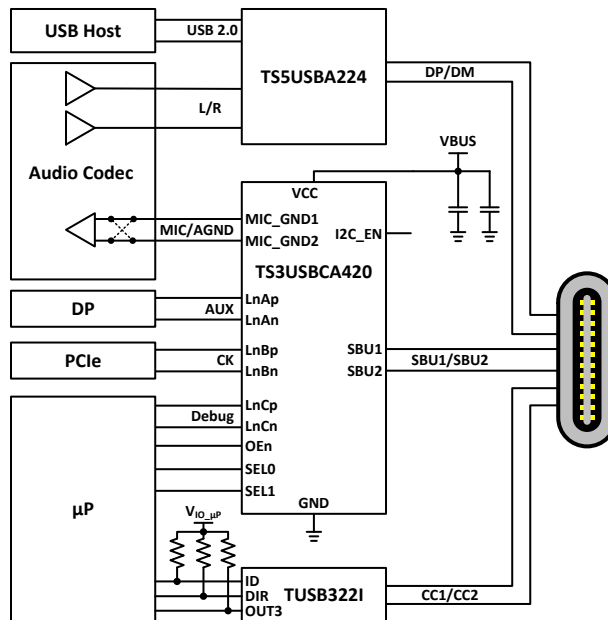 USB Host
USB 2.0
TS5USBA224
DP/DM
L/R
Audio Codec
VBUS
VCC
MIC_GND1
MIC/AGND
MIC_GND2
I2C_EN
TS3USBCA420
DP
AUX
LnAp
LnAn
PCIe
CK
LnBp
LnBn
SBU1
SBU2
SBU1/SBU2
µP
Debug
LnCp
LnCn
OEn
SEL0
SEL1
GND
VIO_µP
ID
DIR
OUT3
TUSB322I
CC1/CC2